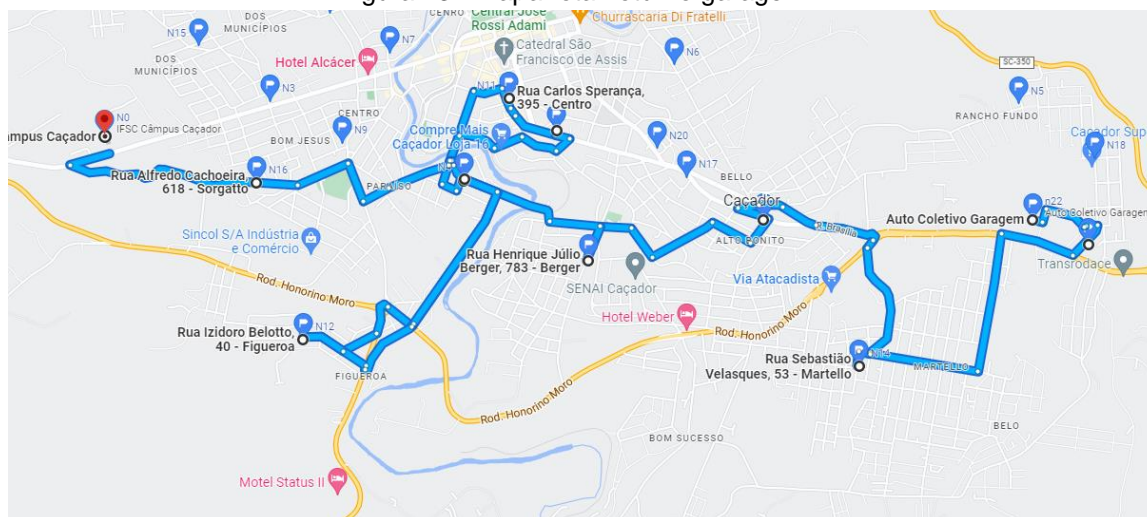 CENTRO
Central José
Rossi Adami
Churrascaria Di Fratelli
DOS
MUNICÍPIOS
N15
N7
Hotel Alcácer
DOS
MUNICÍPIOS
Catedral São
Francisco de Assis
N6
SC-350
N5
RANCHO FUNDO
N3
N11
Rua Carlos Sperança,
395 - Centro
N0
IFSC Câmpus Caçador
ampus Caçador
CENTRO
N9
BOM JESUS
Compre Mais
Caçador Loja 16
N20
N17
BELLO
Caçador Sup
N18
Rua Alfredo Cachoeira,
618 - Sorgatto
N16
PARAÍSO
Caçador
n22
Auto Coletivo Garagem
Auto Coletivo Garagem
Sincol S/A Indústria
e Comércio
ALTO BONITO
R. Brasília
Rua Henrique Júlio
Berger, 783 - Berger
SENAI Caçador
Via Atacadista
Transrodace
Rod. Honorino Moro
Rua Izidoro Belotto,
40 - Figueroa
N12
Hotel Weber
Rod. Honorino Moro
Rua Sebastião
Velasques, 53 - Martello
N14
MARTELLO
FIGUEROA
Rod. Honorino Moro
BELO
BOM SUCESSO
Motel Status II